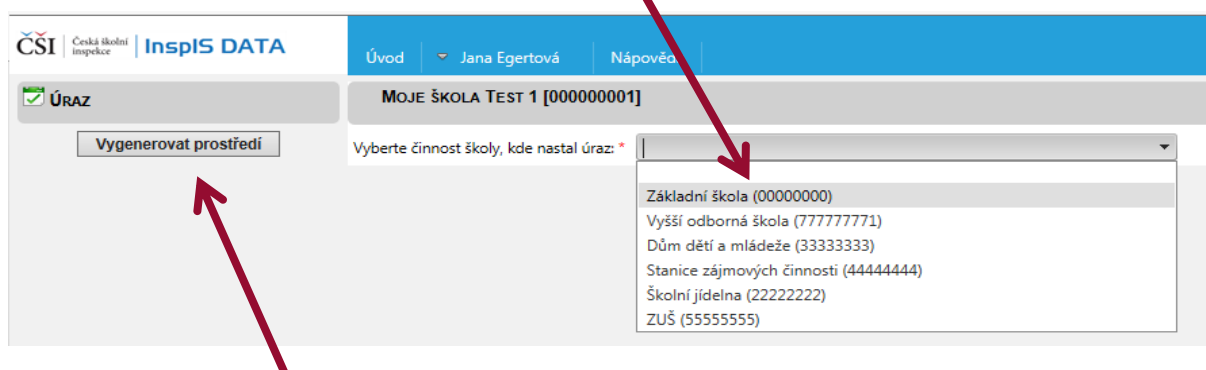 ČŠI Česká školní inspekce InspIS DATA
Úvod Jana Egertová Nápověda
ÚRAZ
MOJE ŠKOLA TEST 1 [000000001]
Vygenerovat prostředí
Vyberte činnost školy, kde nastal úraz: *
Základní škola (00000000)
Vyšší odborná škola (777777771)
Dům dětí a mládeže (33333333)
Stanice zájmových činnosti (44444444)
Školní jídelna (22222222)
ZUŠ (55555555)